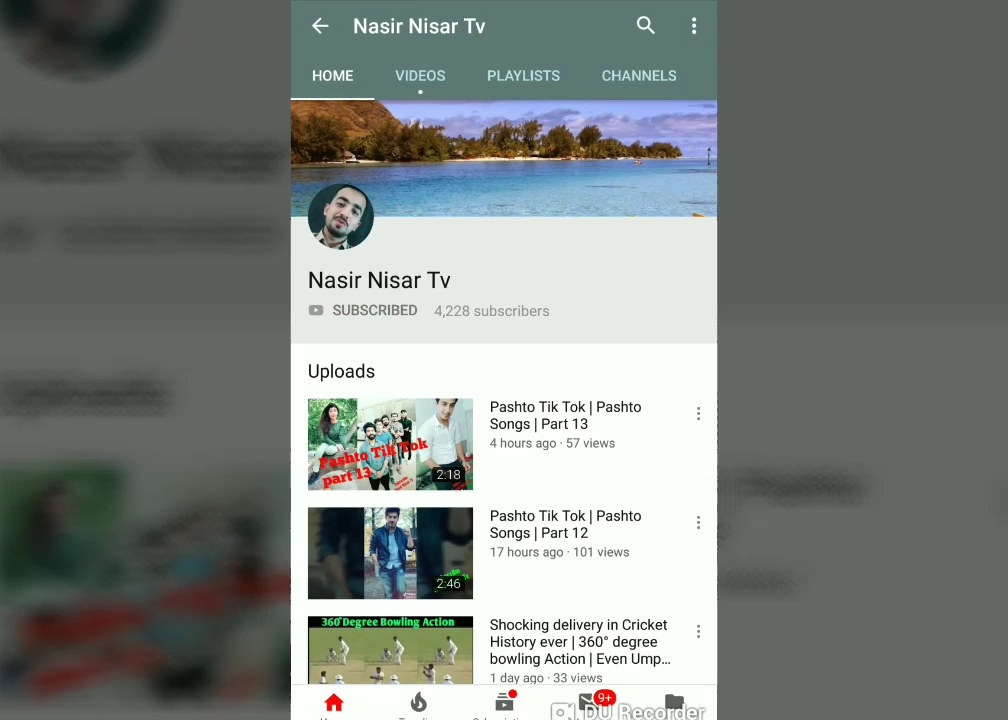 Nasir Nisar Tv
HOME VIDEOS PLAYLISTS CHANNELS
Nasir Nisar Tv
SUBSCRIBED 4,228 subscribers
Uploads
Pashto Tik Tok
part 13
2:18
Pashto Tik Tok | Pashto
Songs | Part 13
4 hours ago · 57 views
2:46
Pashto Tik Tok | Pashto
Songs | Part 12
17 hours ago · 101 views
360°Degree Bowling Action
Shocking delivery in Cricket
History ever | 360° degree
bowling Action | Even Ump...
1 day ago · 33 views
9+
DU Recorder